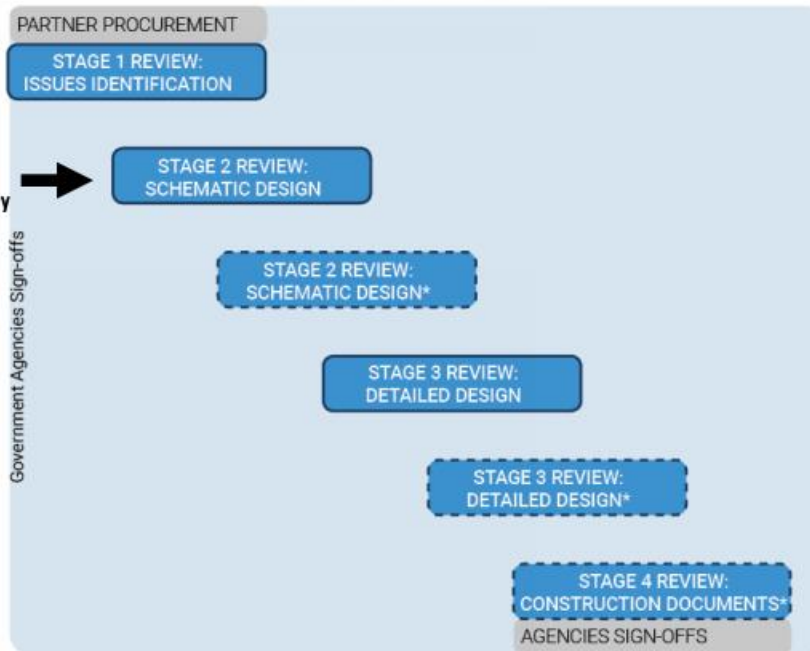 PARTNER PROCUREMENT
STAGE 1 REVIEW:
ISSUES IDENTIFICATION
STAGE 2 REVIEW:
SCHEMATIC DESIGN
y
Government Agencies Sign-offs
STAGE 2 REVIEW:
SCHEMATIC DESIGN*
STAGE 3 REVIEW:
DETAILED DESIGN
STAGE 3 REVIEW:
DETAILED DESIGN*
STAGE 4 REVIEW:
CONSTRUCTION DOCUMENTS*
AGENCIES SIGN-OFFS